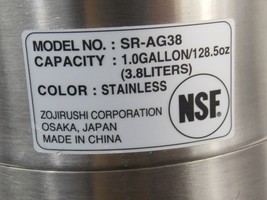 MODEL NO. : SR-AG38
CAPACITY : 1.0GALLON/128.5oz
(3.8LITERS)
COLOR : STAINLESS
ZOJIRUSHI CORPORATION
OSAKA, JAPAN
MADE IN CHINA
NSF®